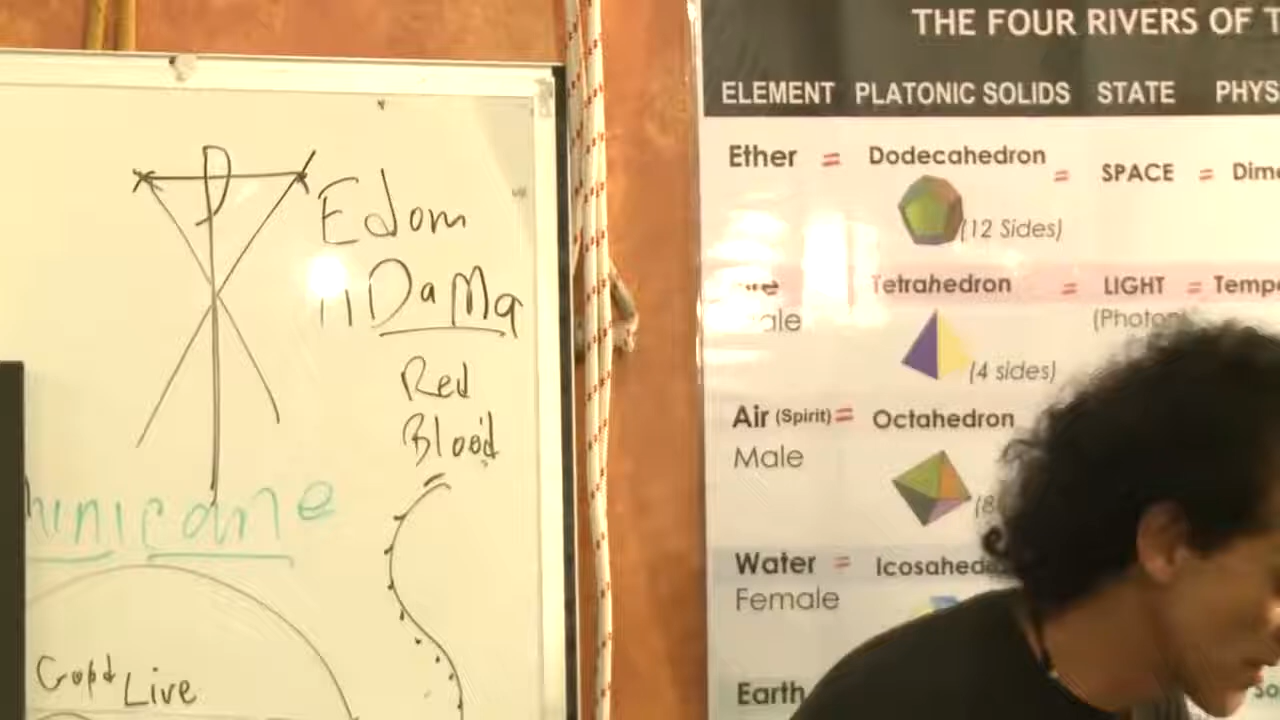 Edom
DaMa
Red
Blood
Live
THE FOUR RIVERS OF
ELEMENT PLATONIC SOLIDS STATE
Ether = Dodecahedron = SPACE =
(12 Sides)
Tetrahedron = LIGHT =
(4 sides)
Air (Spirit) = Octahedron
Male
Water =
Female
Earth